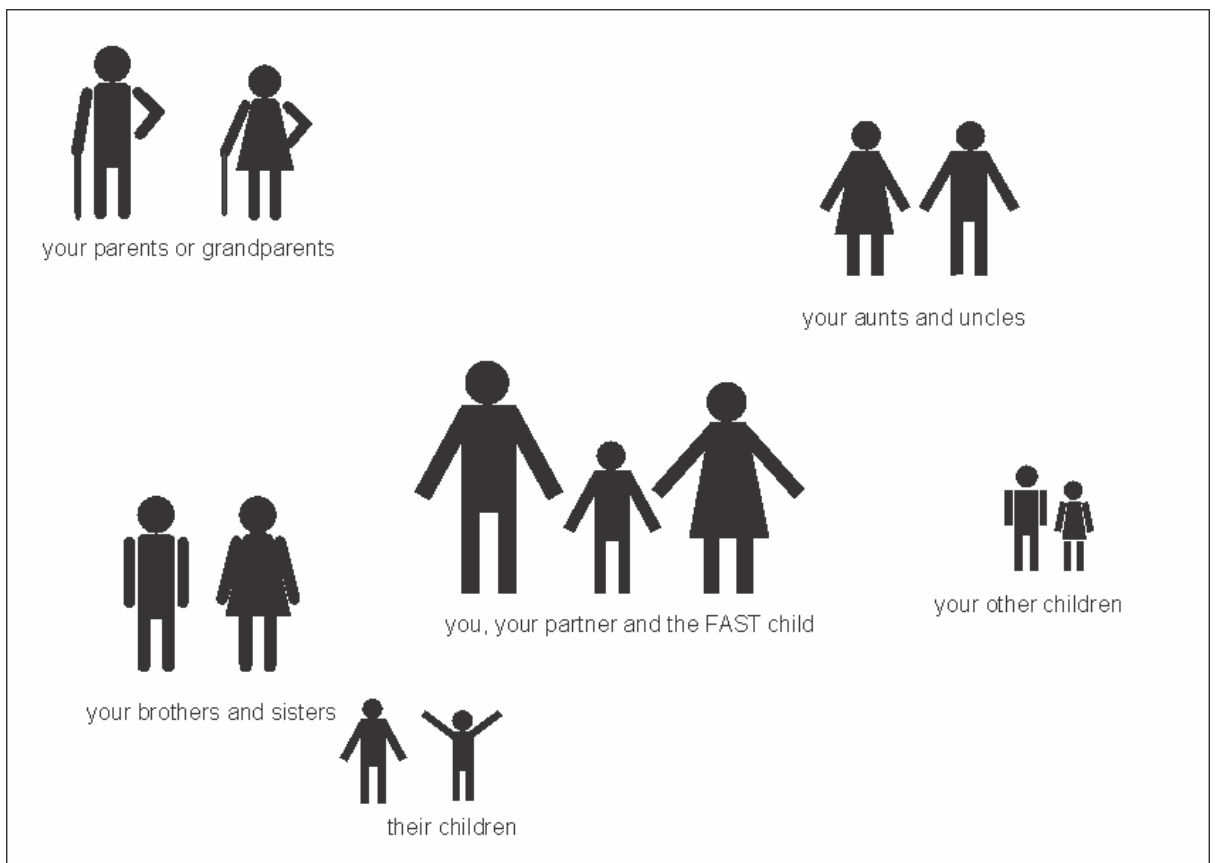 your parents or grandparents
your aunts and uncles
your other children
you, your partner and the FAST child
your brothers and sisters
their children